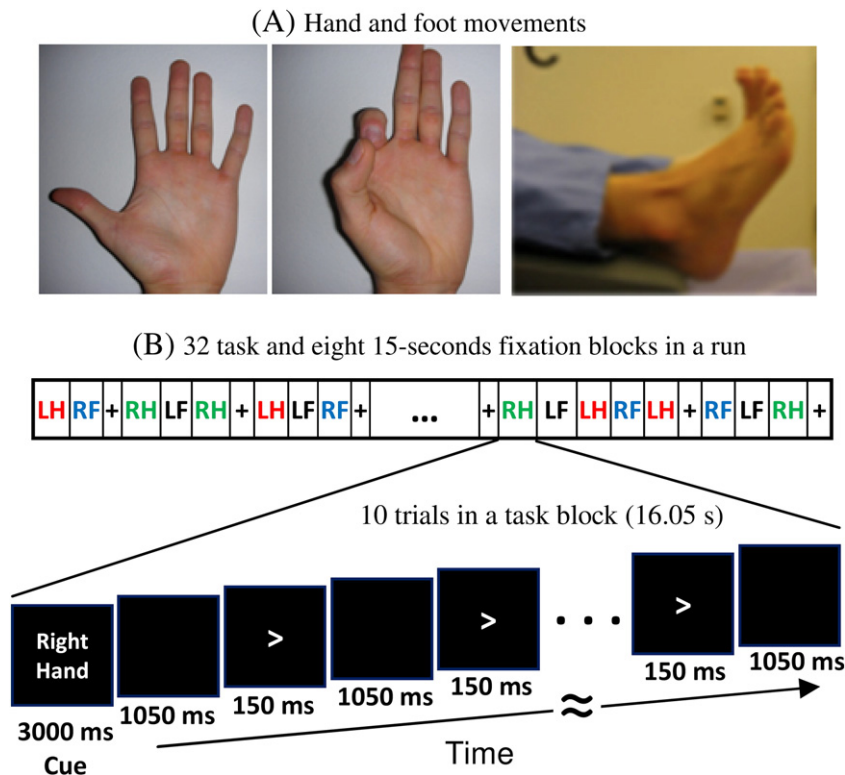 (A) Hand and foot movements
C
(B) 32 task and eight 15-seconds fixation blocks in a run
LH RF + RH LF RH + LH LF RF + ... + RH LF LH RF LH + RF LF RH +
10 trials in a task block (16.05 s)
Right
Hand
> > . . . >
3000 ms 1050 ms 150 ms 1050 ms 150 ms 150 ms 1050 ms
Cue
≈
Time